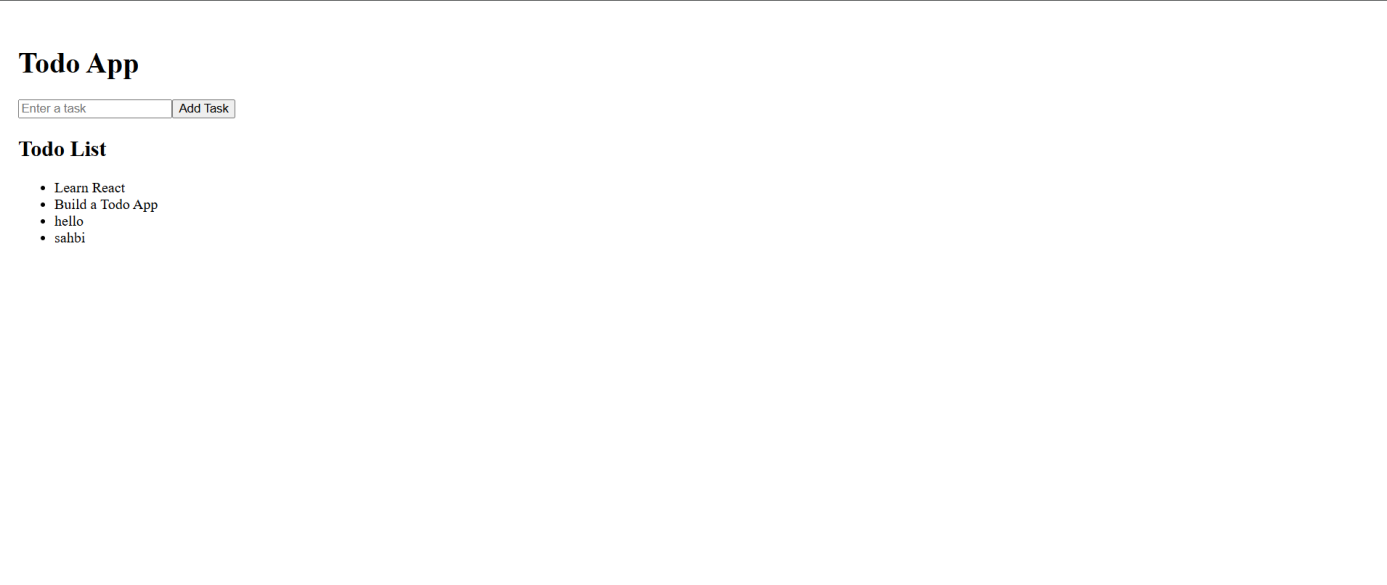 Todo App
Enter a task Add Task
Todo List
Learn React
Build a Todo App
hello
sahbi